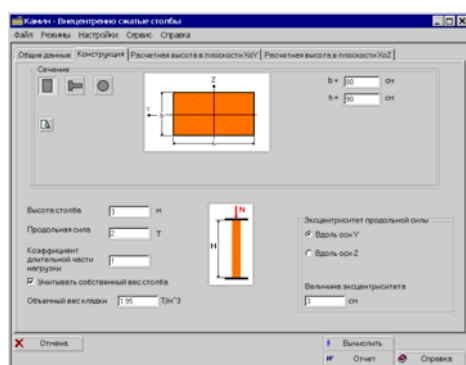 Камин - Внецентренно сжатые столбы
Файл Режимы Настройки Сервис Справка
Общие данные Конструкция Расчетная высота в плоскости XoY Расчетная высота в плоскости XoZ
Сечение
Z
Y
b = 80 см
h = 90 см
Высота столба 3 м
Продольная сила 2 Т
Коэффициент
длительной части
нагрузки 1
Учитывать собственный вес столба
Объемный вес кладки 1.95 Т/м^3
N
H
Эксцентриситет продольной силы
Вдоль оси Y
Вдоль оси Z
Величина эксцентриситета
3 см
Отмена
Вычислить
Отчет
Справка